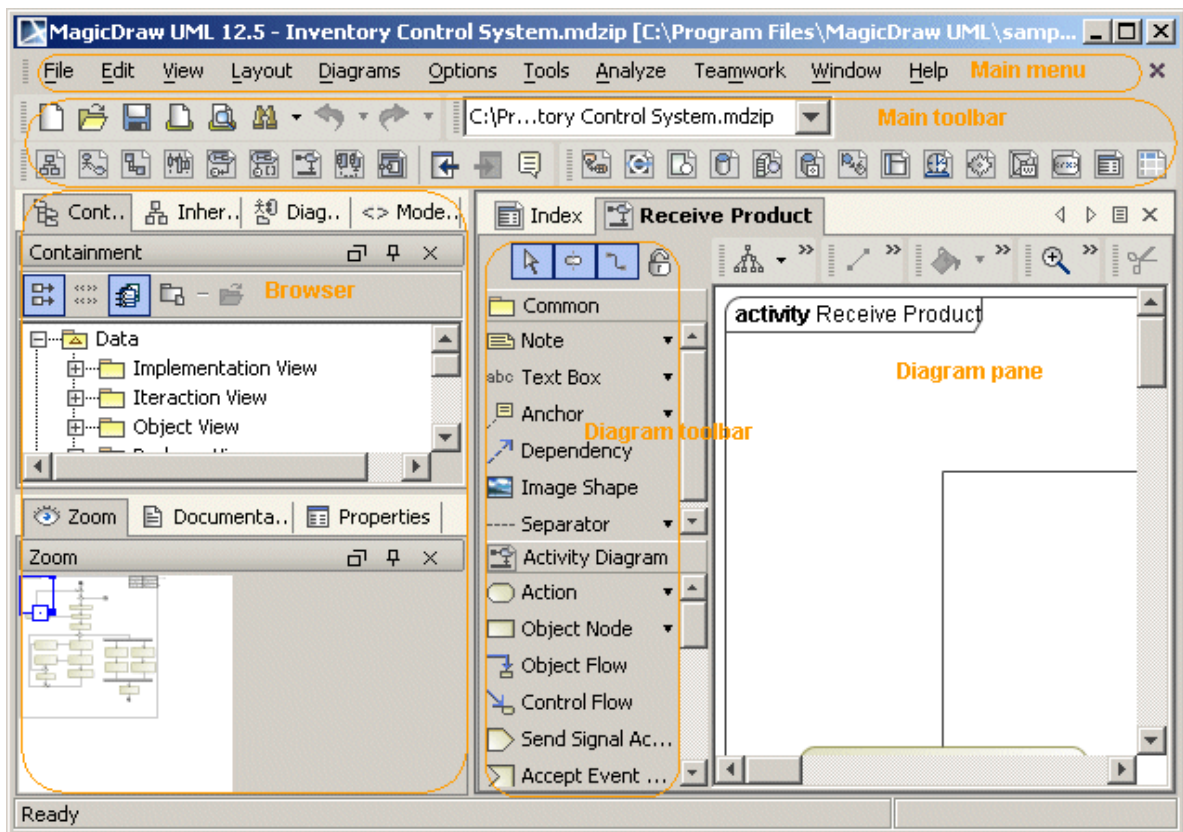 MagicDraw UML 12.5 - Inventory Control System.mdzip [C:\Program Files\MagicDraw UML\samp...
File Edit View Layout Diagrams Options Tools Analyze Teamwork Window Help Main menu
C:\Pr...tory Control System.mdzip Main toolbar
Cont.. Inher.. Diag.. <> Mode..
Index Receive Product
Containment
Browser
Data
Implementation View
Iteraction View
Object View
Zoom Documenta.. Properties
Zoom
Common
Note
abc Text Box
Anchor
Diagram toolbar
Dependency
Image Shape
Separator
Activity Diagram
Action
Object Node
Object Flow
Control Flow
Send Signal Ac...
Accept Event ...
activity Receive Product
Diagram pane
Ready